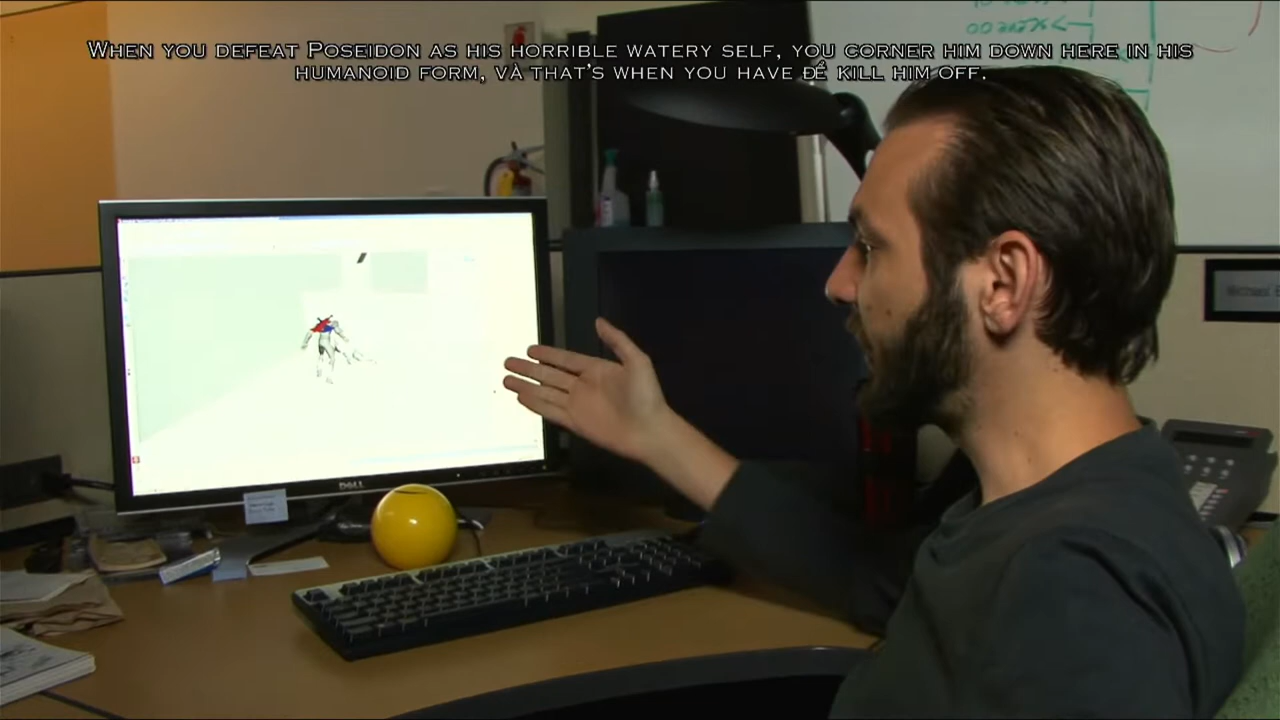 When you defeat Poseidon as his horrible watery self, you corner him down here in his
humanoid form, và that's when you have để kill him off.
DELL